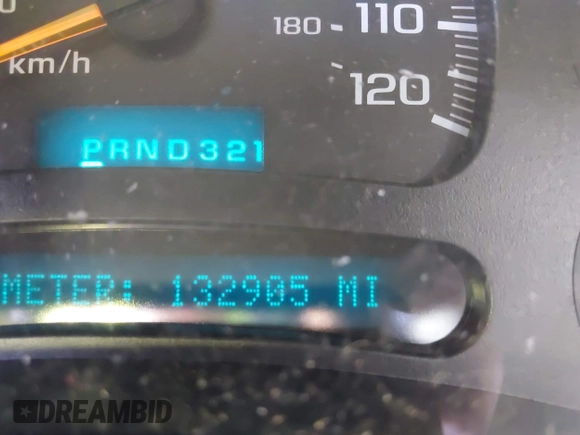 180 110
km/h
120
PRND321
METER: 132905 MI
DREAMBID